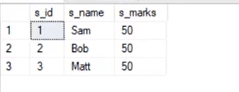 s_id s_name s_marks
1 1 Sam 50
2 2 Bob 50
3 3 Matt 50